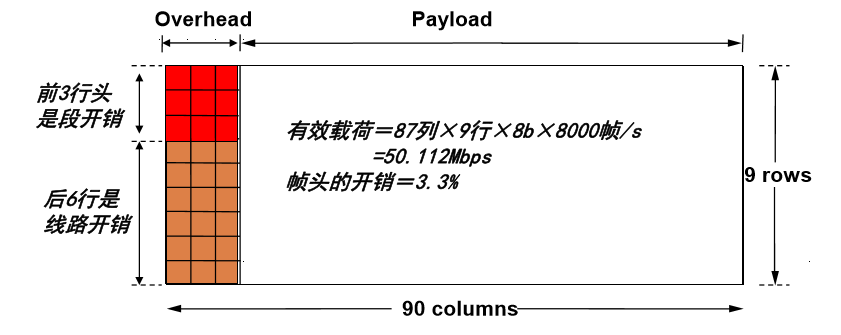 Overhead
Payload
前3行头
是段开销
有效载荷＝87列×9行×8b×8000帧/s
=50.112Mbps
帧头的开销＝3.3%
9 rows
后6行是
线路开销
90 columns